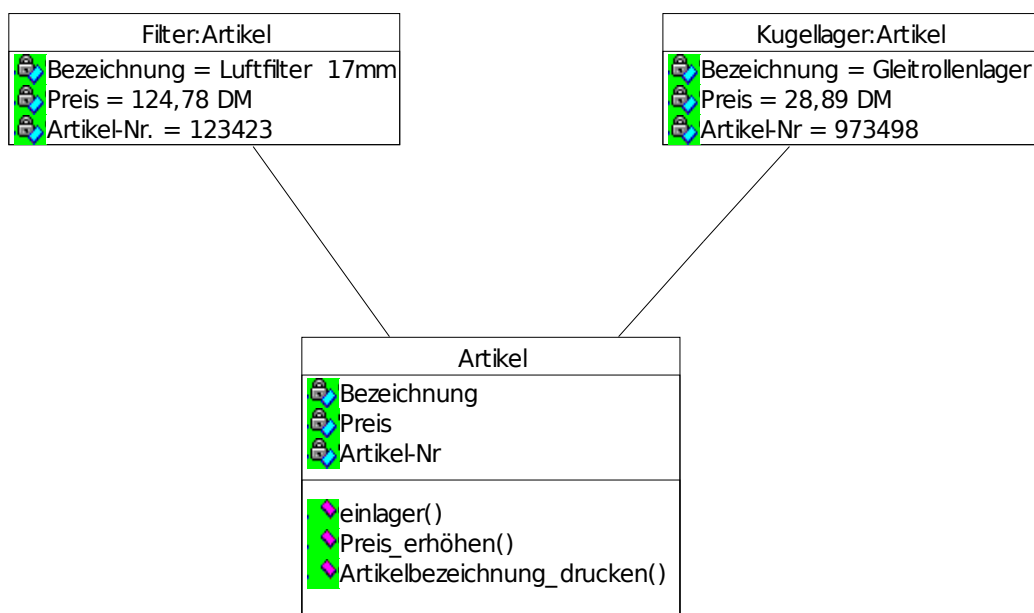 Filter:Artikel
Bezeichnung = Luftfilter 17mm
Preis = 124,78 DM
Artikel-Nr. = 123423
Kugellager:Artikel
Bezeichnung = Gleitrollenlager
Preis = 28,89 DM
Artikel-Nr = 973498
Artikel
Bezeichnung
Preis
Artikel-Nr
einlager()
Preis_erhöhen()
Artikelbezeichnung_drucken()